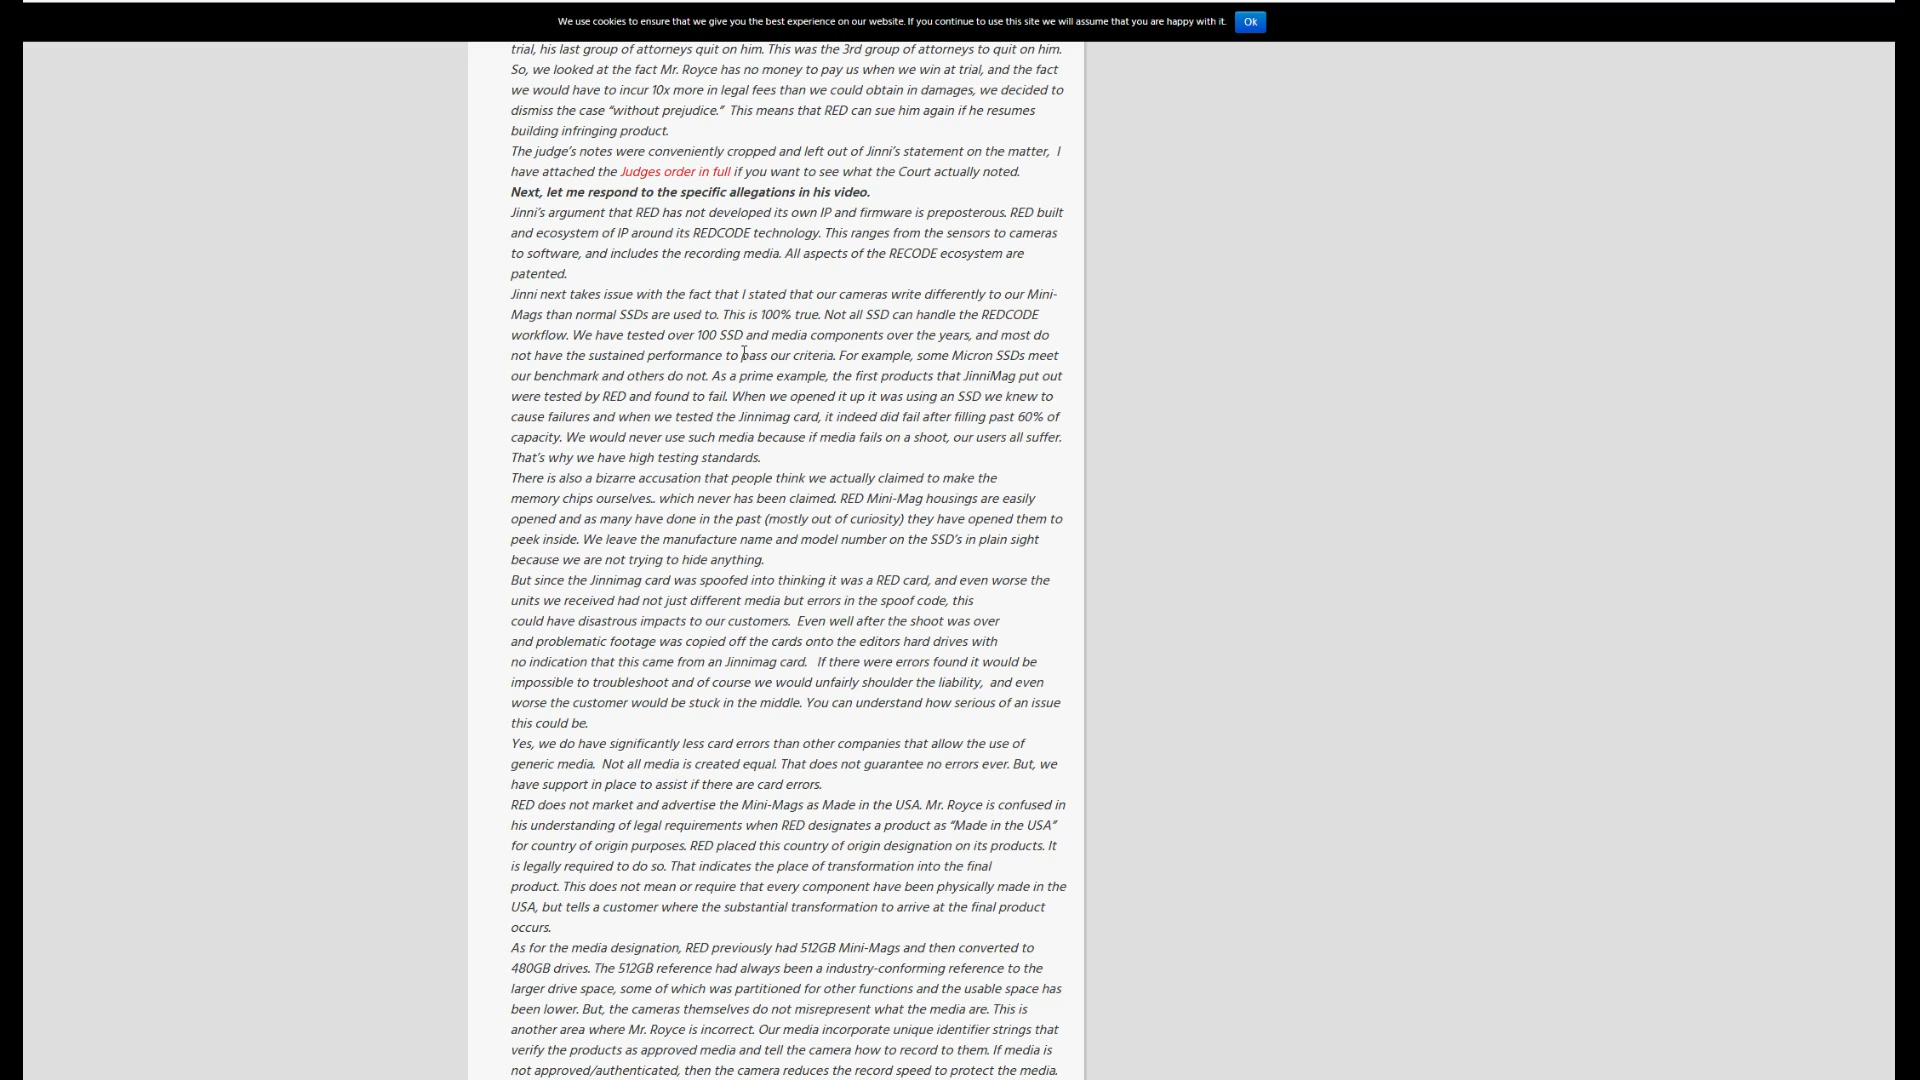 We use cookies to ensure that we give you the best experience on our website. If you continue to use this site we will assume that you are happy with it. Ok
trial, his last group of attorneys quit on him. This was the 3rd group of attorneys to quit on him.
So, we looked at the fact Mr. Royce has no money to pay us when we win at trial, and the fact
we would have to incur 10x more in legal fees than we could obtain in damages, we decided to
dismiss the case “without prejudice.”  This means that RED can sue him again if he resumes
building infringing product.
The judge’s notes were conveniently cropped and left out of Jinni’s statement on the matter,  I
have attached the Judges order in full if you want to see what the Court actually noted.
Next, let me respond to the specific allegations in his video.
Jinni’s argument that RED has not developed its own IP and firmware is preposterous. RED built
and ecosystem of IP around its REDCODE technology. This ranges from the sensors to cameras
to software, and includes the recording media. All aspects of the RECODE ecosystem are
patented.
Jinni next takes issue with the fact that I stated that our cameras write differently to our Mini-
Mags than normal SSDs are used to. This is 100% true. Not all SSD can handle the REDCODE
workflow. We have tested over 100 SSD and media components over the years, and most do
not have the sustained performance to pass our criteria. For example, some Micron SSDs meet
our benchmark and others do not. As a prime example, the first products that JinniMag put out
were tested by RED and found to fail. When we opened it up it was using an SSD we knew to
cause failures and when we tested the Jinnimag card, it indeed did fail after filling past 60% of
capacity. We would never use such media because if media fails on a shoot, our users all suffer.
That’s why we have high testing standards.
There is also a bizarre accusation that people think we actually claimed to make the
memory chips ourselves.. which never has been claimed. RED Mini-Mag housings are easily
opened and as many have done in the past (mostly out of curiosity) they have opened them to
peek inside. We leave the manufacture name and model number on the SSD’s in plain sight
because we are not trying to hide anything.
But since the Jinnimag card was spoofed into thinking it was a RED card, and even worse the
units we received had not just different media but errors in the spoof code, this
could have disastrous impacts to our customers.  Even well after the shoot was over
and problematic footage was copied off the cards onto the editors hard drives with
no indication that this came from an Jinnimag card.   If there were errors found it would be
impossible to troubleshoot and of course we would unfairly shoulder the liability,  and even
worse the customer would be stuck in the middle. You can understand how serious of an issue
this could be.
Yes, we do have significantly less card errors than other companies that allow the use of
generic media.  Not all media is created equal. That does not guarantee no errors ever. But, we
have support in place to assist if there are card errors.
RED does not market and advertise the Mini-Mags as Made in the USA. Mr. Royce is confused in
his understanding of legal requirements when RED designates a product as “Made in the USA”
for country of origin purposes. RED placed this country of origin designation on its products. It
is legally required to do so. That indicates the place of transformation into the final
product. This does not mean or require that every component have been physically made in the
USA, but tells a customer where the substantial transformation to arrive at the final product
occurs.
As for the media designation, RED previously had 512GB Mini-Mags and then converted to
480GB drives. The 512GB reference had always been a industry-conforming reference to the
larger drive space, some of which was partitioned for other functions and the usable space has
been lower. But, the cameras themselves do not misrepresent what the media are. This is
another area where Mr. Royce is incorrect. Our media incorporate unique identifier strings that
verify the products as approved media and tell the camera how to record to them. If media is
not approved/authenticated, then the camera reduces the record speed to protect the media.